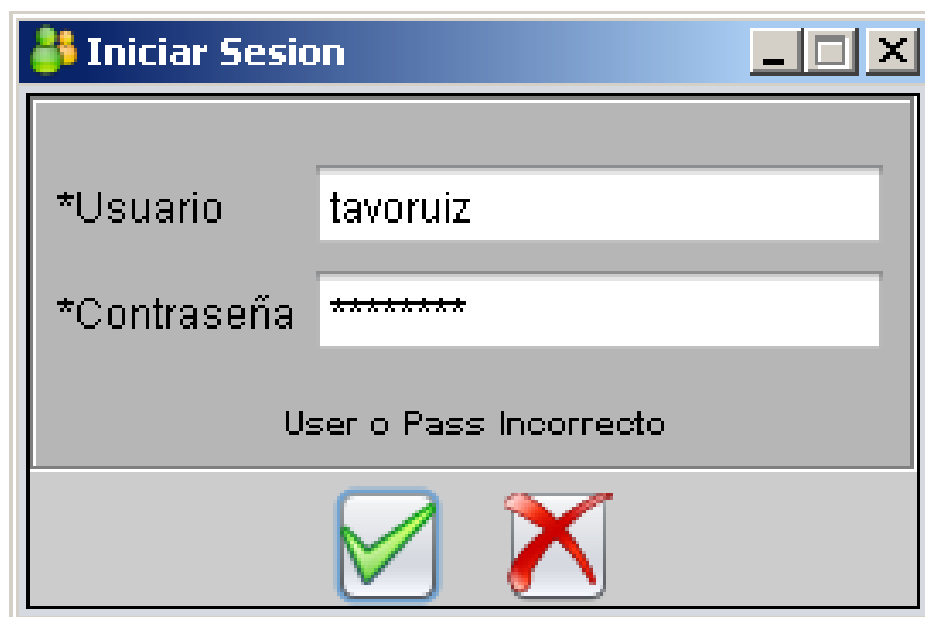 Iniciar Sesion
*Usuario tavoruiz
*Contraseña ********
User o Pass Incorrecto